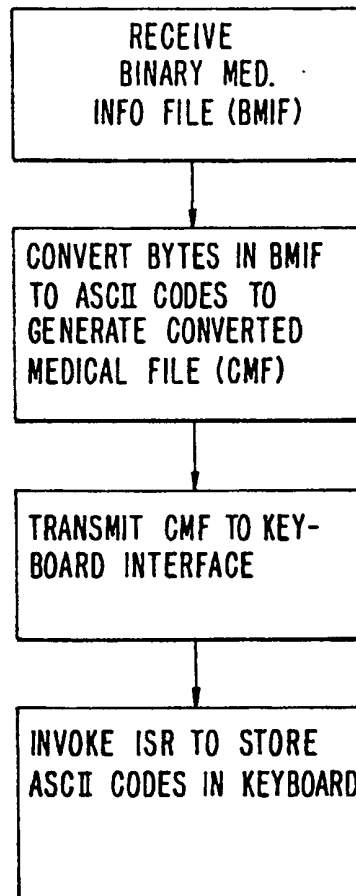 RECEIVE
BINARY MED.
INFO FILE (BMIF)
CONVERT BYTES IN BMIF
TO ASCII CODES TO
GENERATE CONVERTED
MEDICAL FILE (CMF)
TRANSMIT CMF TO KEY-
BOARD INTERFACE
INVOKE ISR TO STORE
ASCII CODES IN KEYBOARD